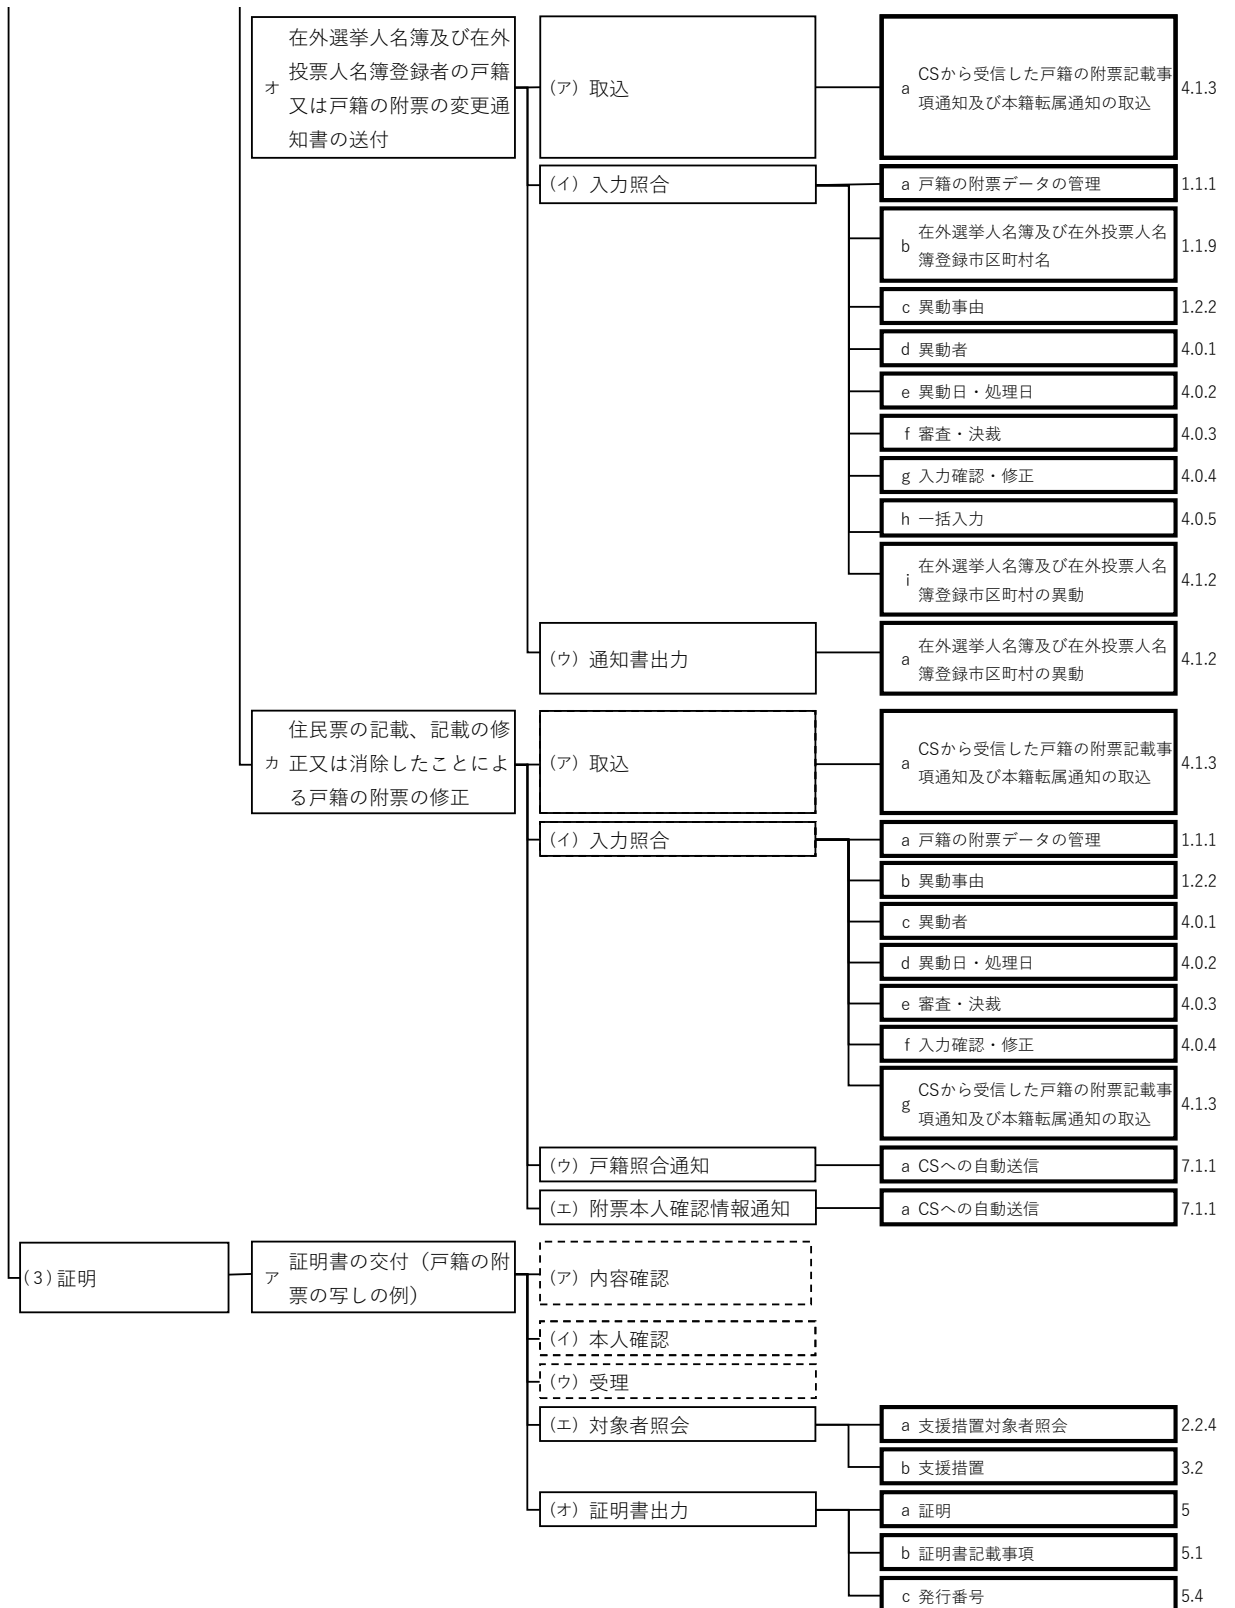 オ
在外選挙人名簿及び在外
投票人名簿登録者の戸籍
又は戸籍の附票の変更通
知書の送付
(ア) 取込
a
CSから受信した戸籍の附票記載事
項通知及び本籍転属通知の取込
4.1.3
(イ) 入力照合
a 戸籍の附票データの管理
1.1.1
b
在外選挙人名簿及び在外投票人名
簿登録市区町村名
1.1.9
c 異動事由
1.2.2
d 異動者
4.0.1
e 異動日・処理日
4.0.2
f 審査・決裁
4.0.3
g 入力確認・修正
4.0.4
h 一括入力
4.0.5
i
在外選挙人名簿及び在外投票人名
簿登録市区町村の異動
4.1.2
(ウ) 通知書出力
a
在外選挙人名簿及び在外投票人名
簿登録市区町村の異動
4.1.2
カ
住民票の記載、記載の修
正又は消除したことによ
る戸籍の附票の修正
(ア) 取込
a
CSから受信した戸籍の附票記載事
項通知及び本籍転属通知の取込
4.1.3
(イ) 入力照合
a 戸籍の附票データの管理
1.1.1
b 異動事由
1.2.2
c 異動者
4.0.1
d 異動日・処理日
4.0.2
e 審査・決裁
4.0.3
f 入力確認・修正
4.0.4
g
CSから受信した戸籍の附票記載事
項通知及び本籍転属通知の取込
4.1.3
(ウ) 戸籍照合通知
a CSへの自動送信
7.1.1
(エ) 附票本人確認情報通知
a CSへの自動送信
7.1.1
(3)証明
ア
証明書の交付（戸籍の附
票の写しの例）
(ア) 内容確認
(イ) 本人確認
(ウ) 受理
(エ) 対象者照会
a 支援措置対象者照会
2.2.4
b 支援措置
3.2
(オ) 証明書出力
a 証明
5
b 証明書記載事項
5.1
c 発行番号
5.4